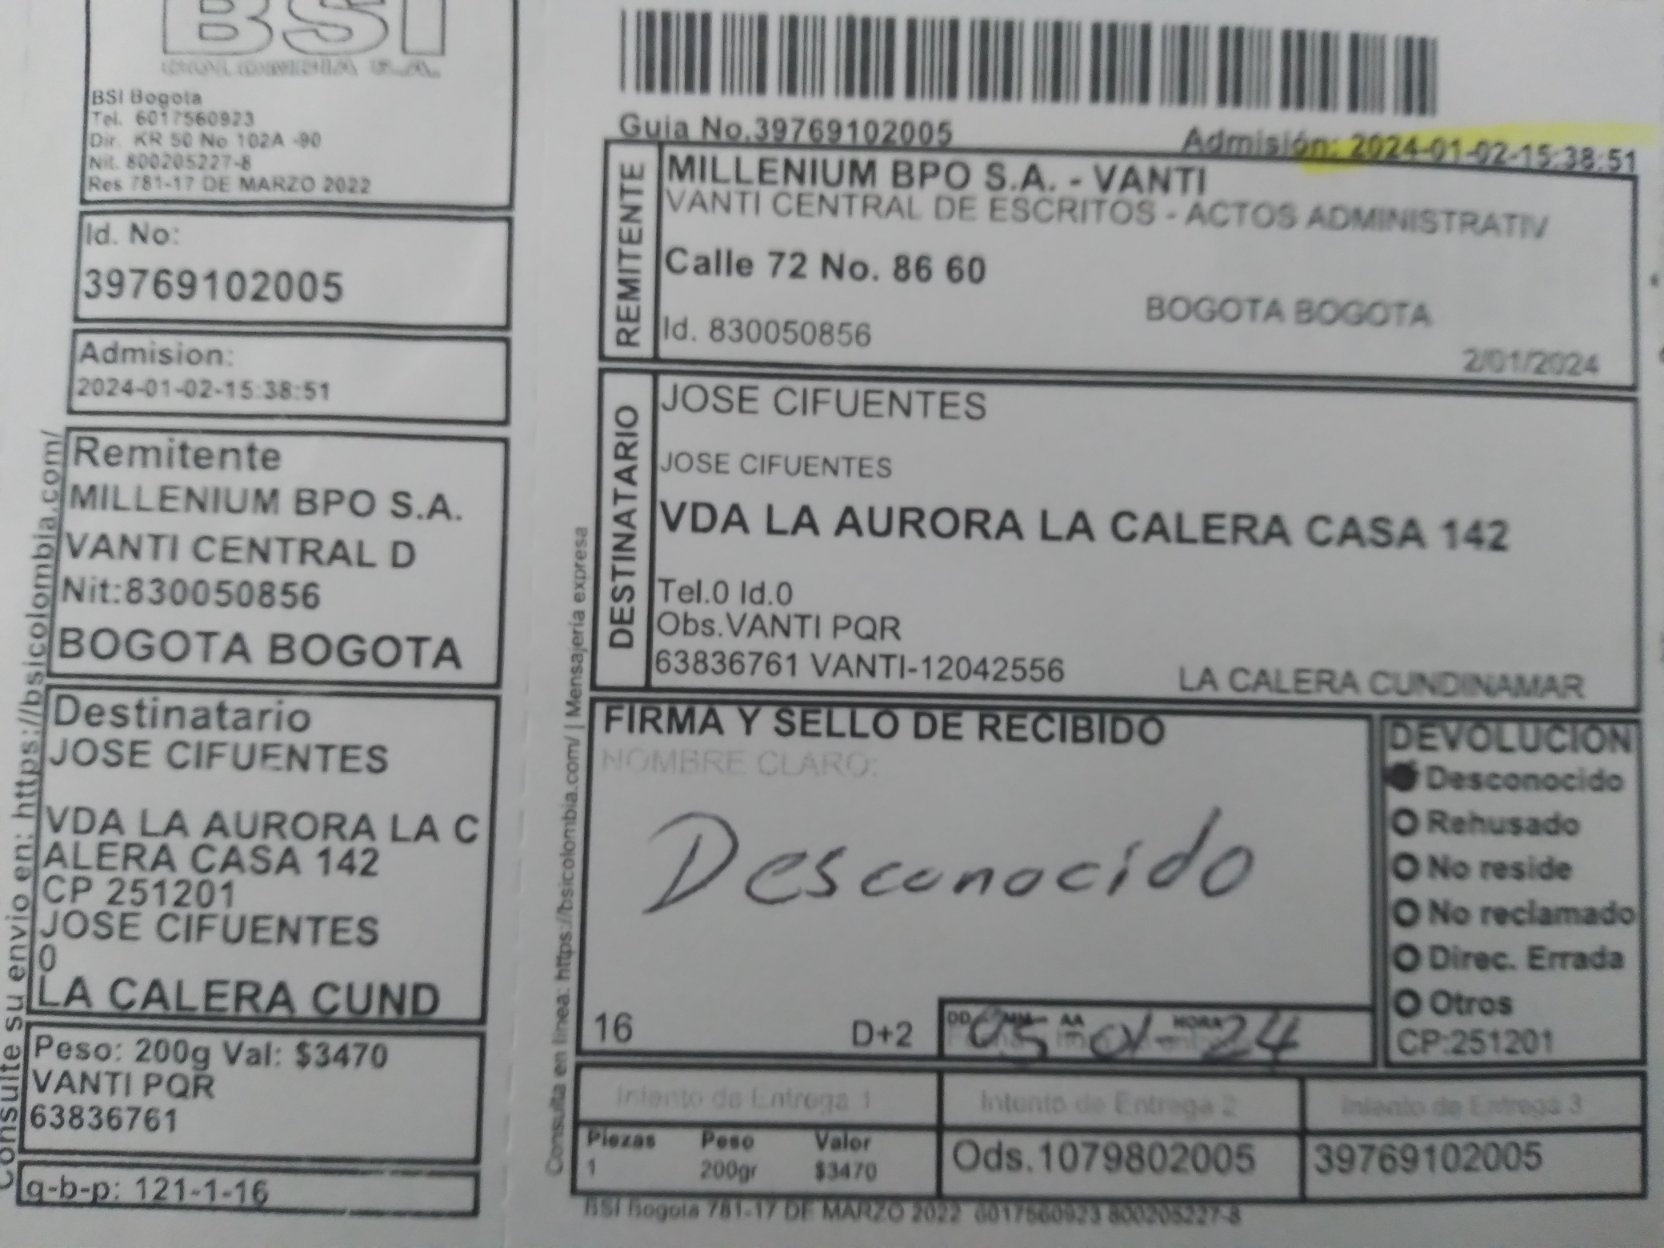 BSI
COLOMBIA S.A.
BSI Bogota
Tel. 6017560923
Dir. KR 50 No 102A -90
Nit. 800205227-8
Res 781-17 DE MARZO 2022
Id. No:
39769102005
Admision:
2024-01-02-15:38:51
Remitente
MILLENIUM BPO S.A.
VANTI CENTRAL D
Nit:830050856
BOGOTA BOGOTA
Destinatario
JOSE CIFUENTES
VDA LA AURORA LA C
ALERA CASA 142
CP 251201
JOSE CIFUENTES
0
LA CALERA CUND
Peso: 200g Val: $3470
VANTI PQR
63836761
g-b-p: 121-1-16
Consulte su envio en: https://bsicolombia.com/
Guia No.39769102005
Admisión: 2024-01-02-15:38:51
REMITENTE
MILLENIUM BPO S.A. - VANTI
VANTI CENTRAL DE ESCRITOS - ACTOS ADMINISTRATIV
Calle 72 No. 86 60
BOGOTA BOGOTA
Id. 830050856
2/01/2024
DESTINATARIO
JOSE CIFUENTES
JOSE CIFUENTES
VDA LA AURORA LA CALERA CASA 142
Tel.0 Id.0
Obs.VANTI PQR
63836761 VANTI-12042556
LA CALERA CUNDINAMAR
FIRMA Y SELLO DE RECIBIDO
NOMBRE CLARO:
Desconocido
16
D+2
DD MM AA HORA
05 01- 24
DEVOLUCION
Desconocido
Rehusado
No reside
No reclamado
Direc. Errada
Otros
CP:251201
Intento de Entrega 1
Intento de Entrega 2
Intento de Entrega 3
Piezas Peso Valor
1 200gr $3470
Ods.1079802005
39769102005
BSI Bogota 781-17 DE MARZO 2022 6017560923 800205227-8
Consulta en linea: https://bsicolombia.com/ | Mensajería expresa